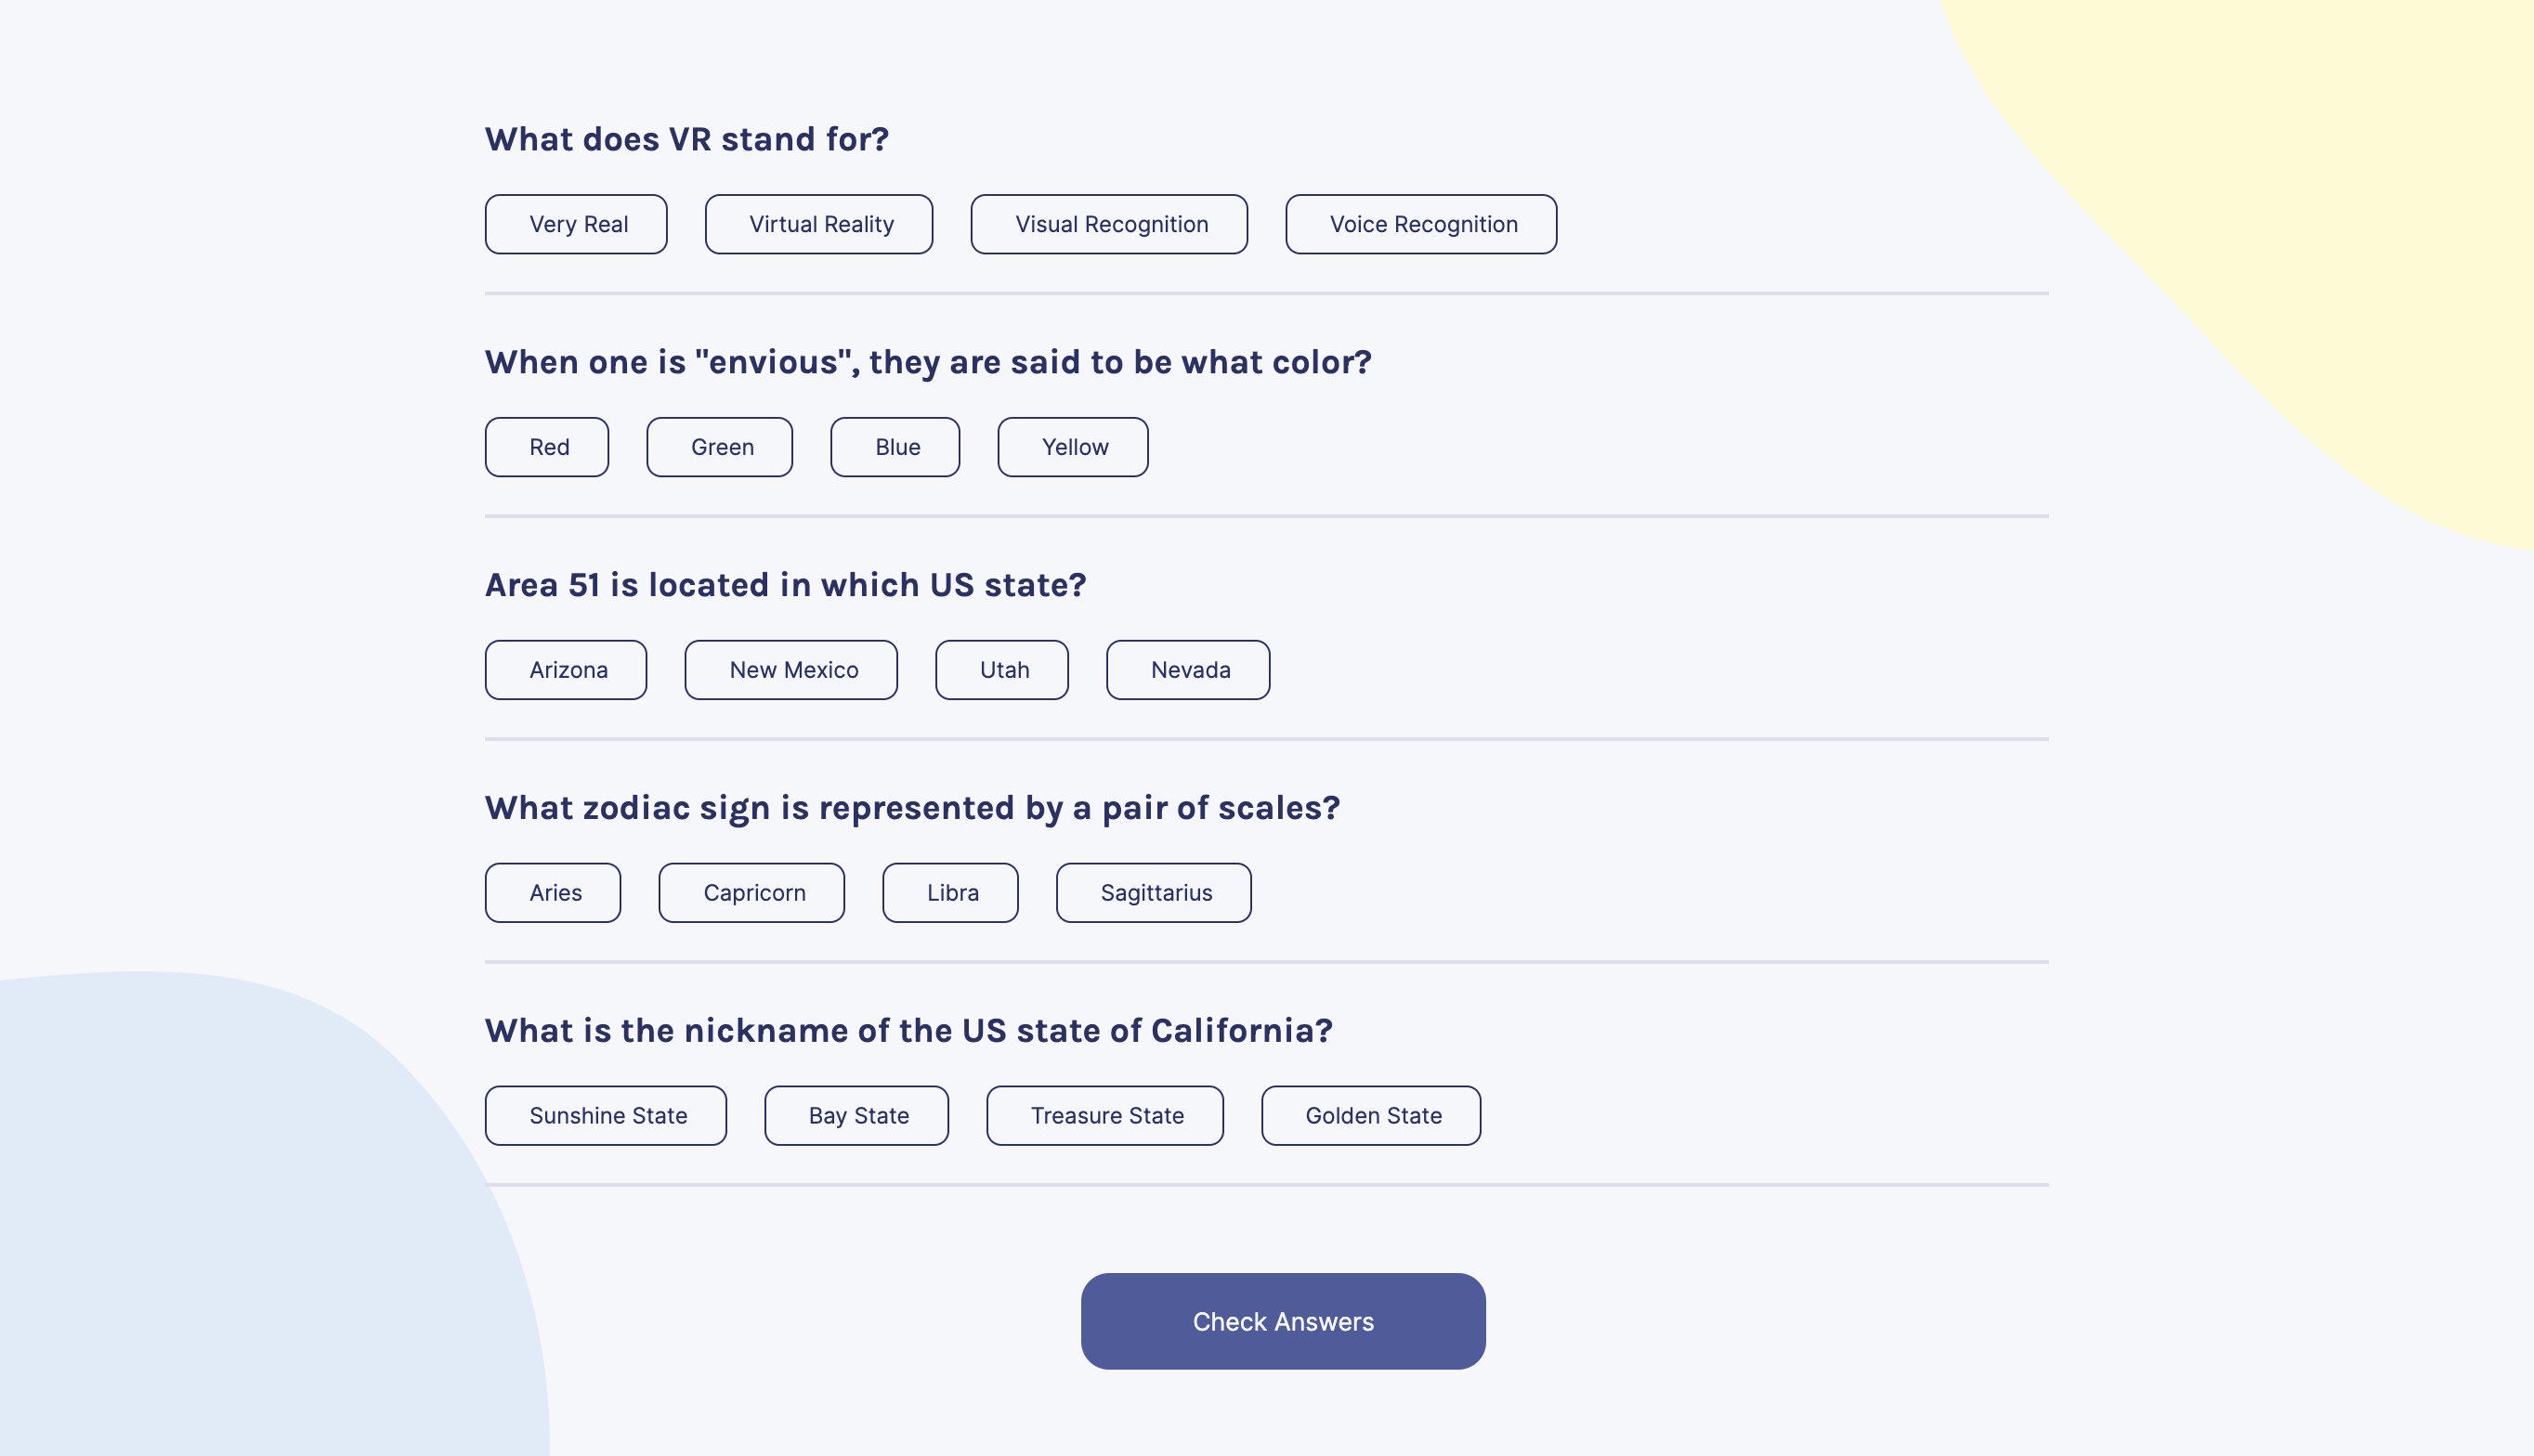 What does VR stand for?
Very Real Virtual Reality Visual Recognition Voice Recognition
When one is "envious", they are said to be what color?
Red Green Blue Yellow
Area 51 is located in which US state?
Arizona New Mexico Utah Nevada
What zodiac sign is represented by a pair of scales?
Aries Capricorn Libra Sagittarius
What is the nickname of the US state of California?
Sunshine State Bay State Treasure State Golden State
Check Answers